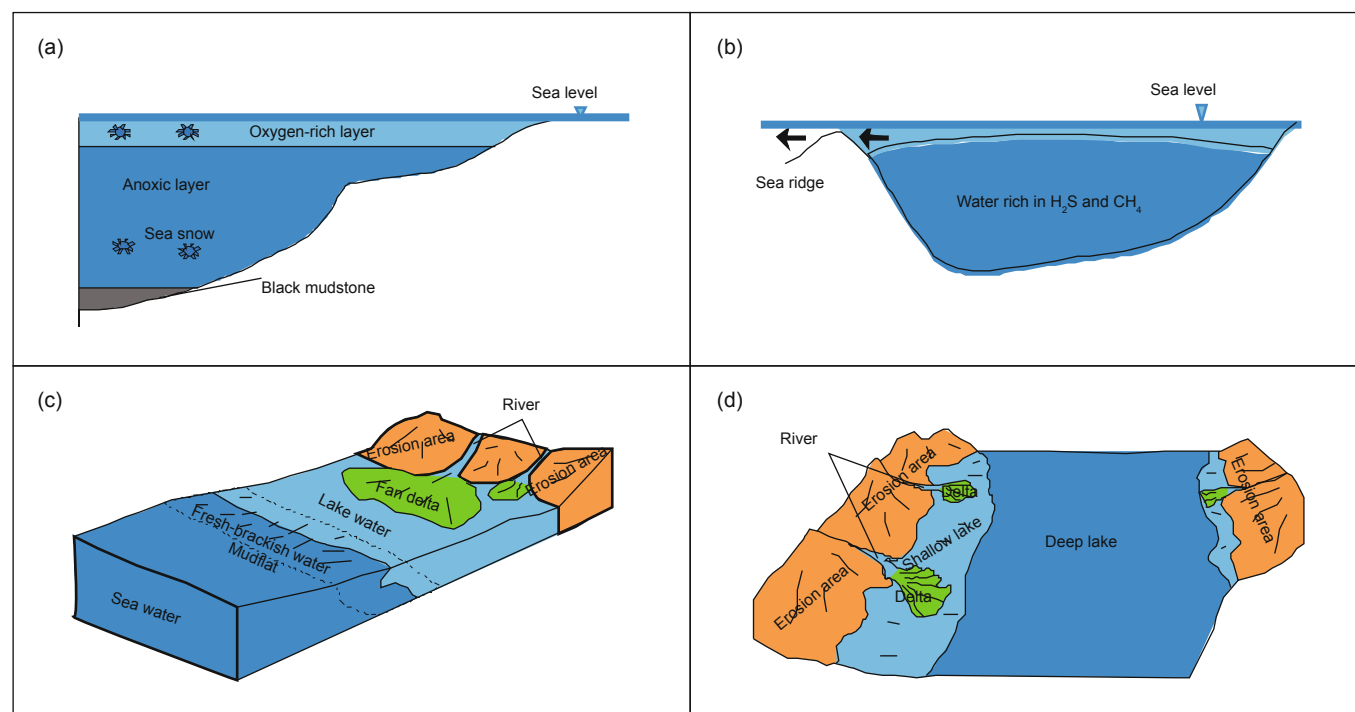 (a)
Sea level
Oxygen-rich layer
Anoxic layer
Sea snow
Black mudstone
(b)
Sea level
Sea ridge
Water rich in H₂S and CH₄
(c)
River
Erosion area
Erosion area
Fan delta
Lake water
Fresh-brackish water
Mudflat
Sea water
(d)
River
Erosion area
Delta
Erosion area
Shallow lake
Deep lake
Erosion area
Delta